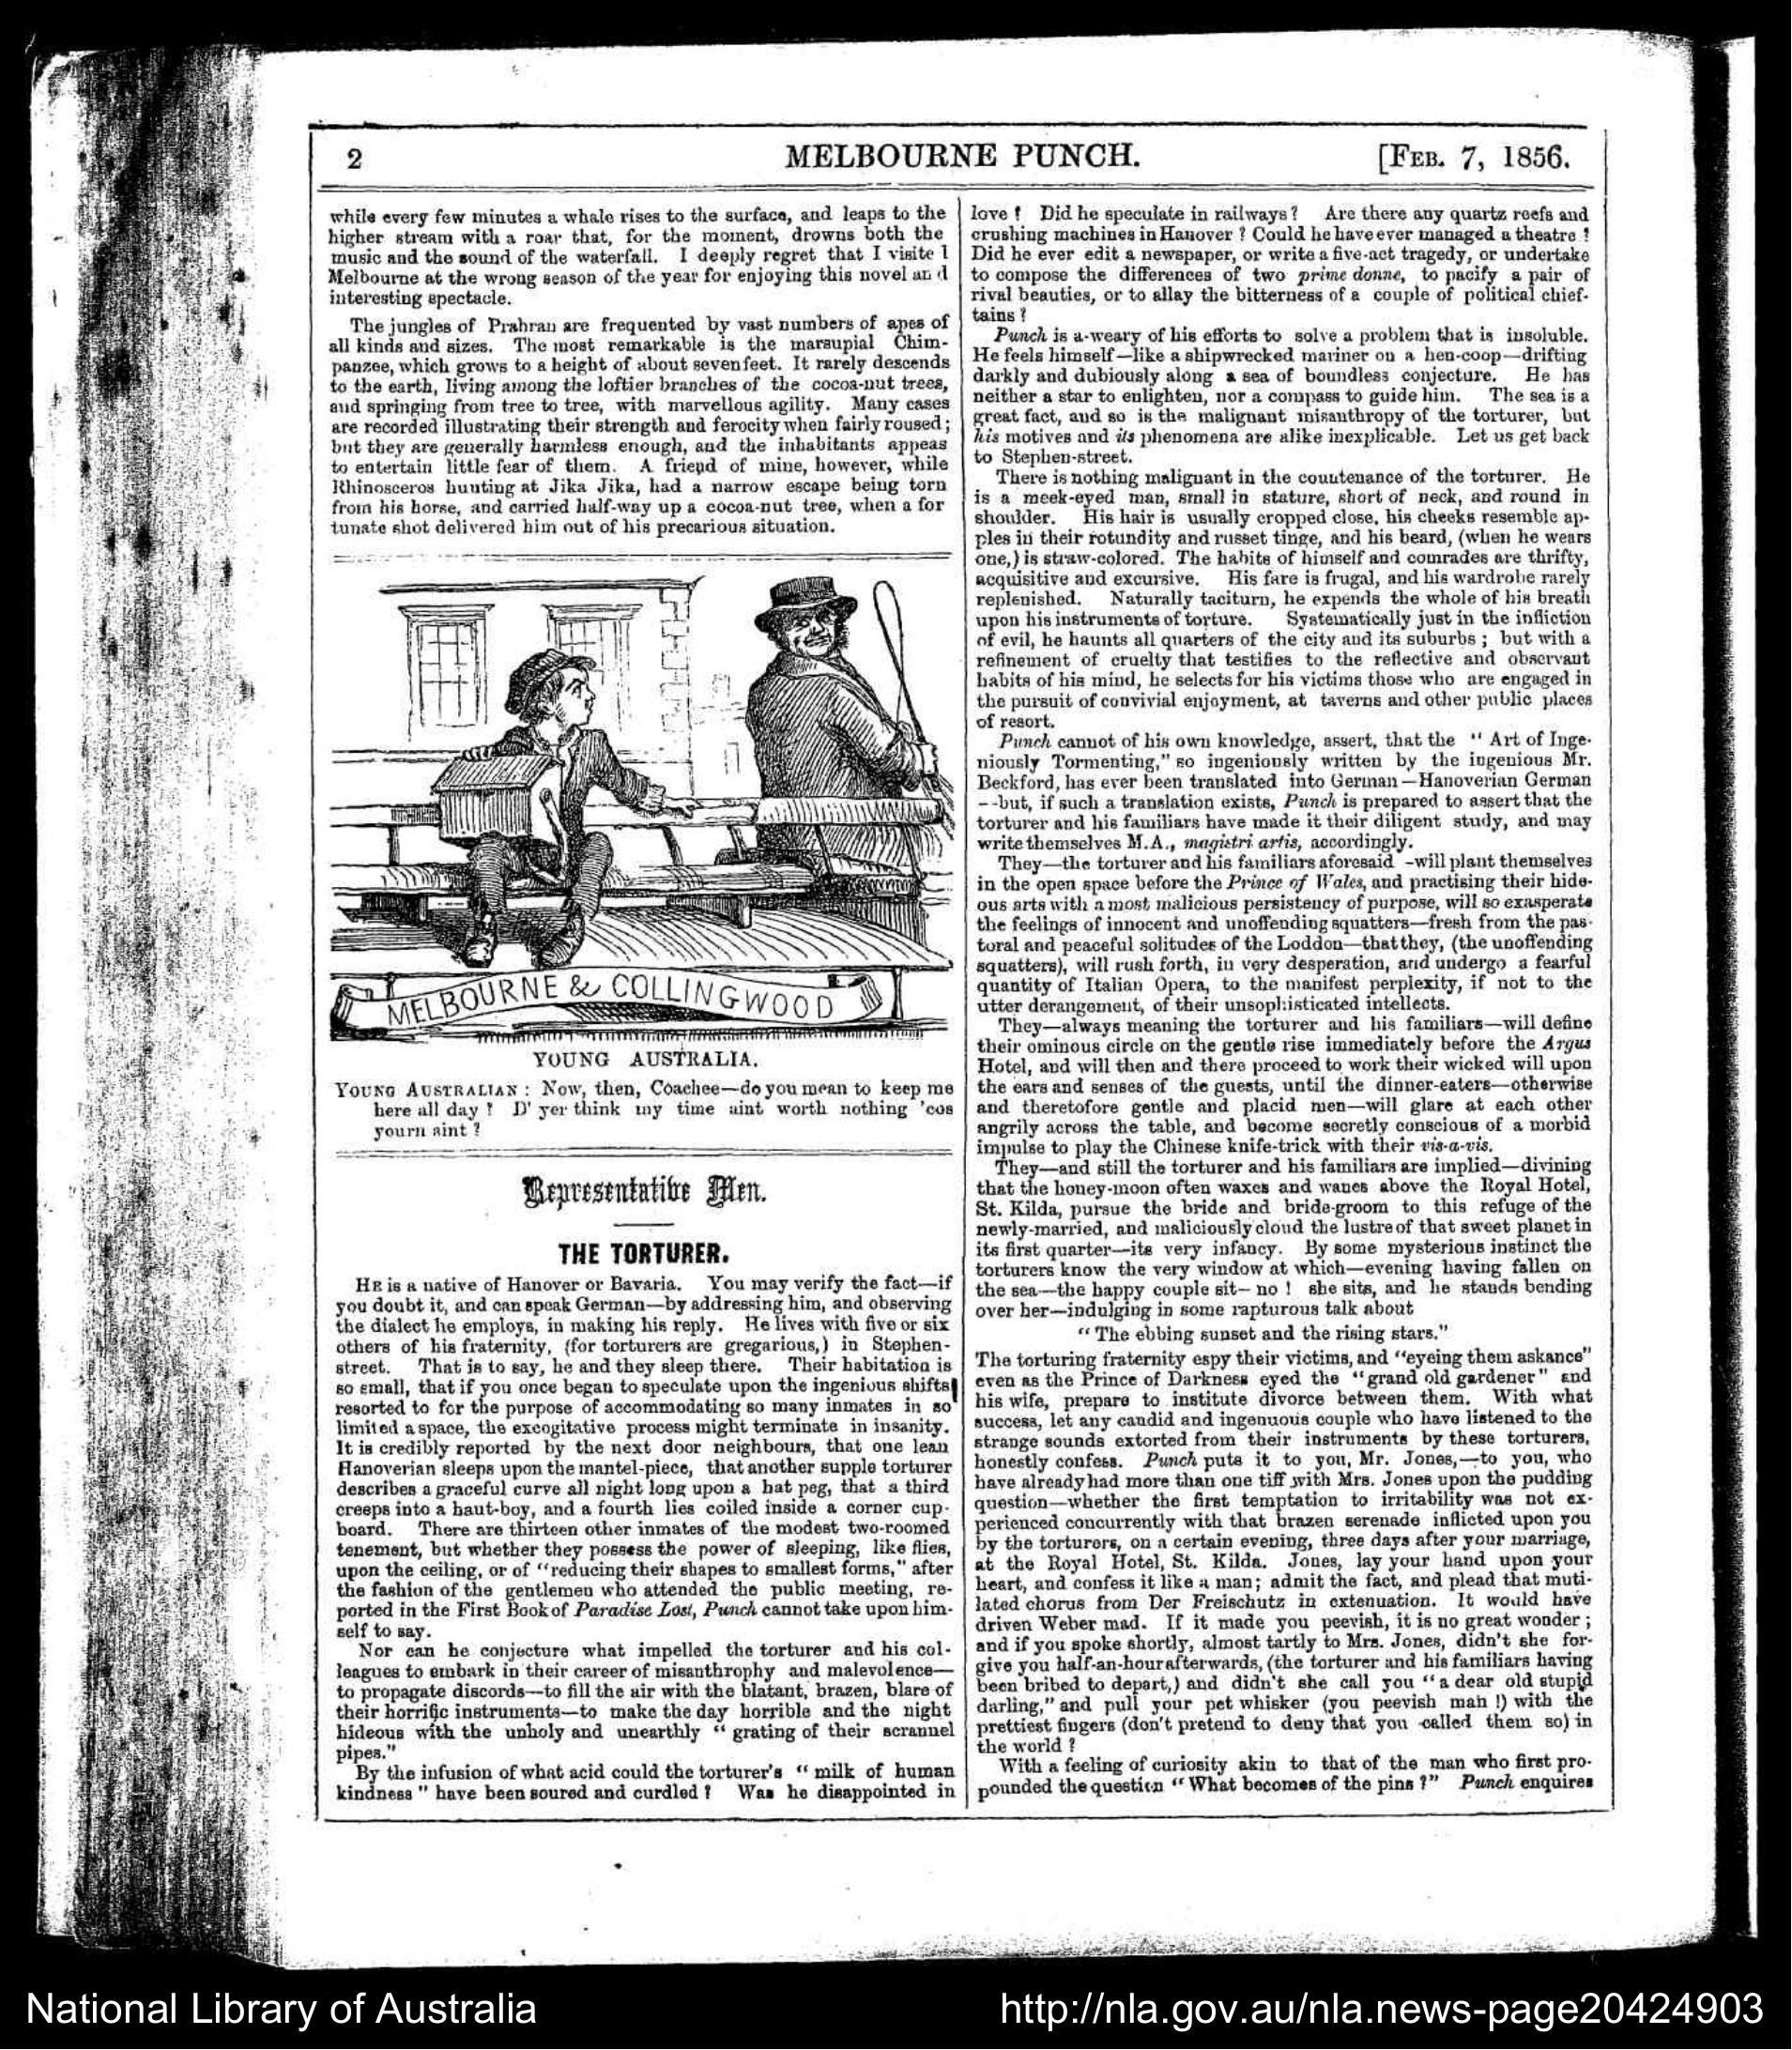 2
MELBOURNE PUNCH.
[FEB. 7, 1856.
while every few minutes a whale rises to the surface, and leaps to the
higher stream with a roar that, for the moment, drowns both the
music and the sound of the waterfall. I deeply regret that I visite l
Melbourne at the wrong season of the year for enjoying this novel an d
interesting spectacle.
The jungles of Prahran are frequented by vast numbers of apes of
all kinds and sizes. The most remarkable is the marsupial Chim-
panzee, which grows to a height of about seven feet. It rarely descends
to the earth, living among the loftier branches of the cocoa-nut trees,
and springing from tree to tree, with marvellous agility. Many cases
are recorded illustrating their strength and ferocity when fairly roused;
but they are generally harmless enough, and the inhabitants appeas
to entertain little fear of them. A friend of mine, however, while
Rhinosceros hunting at Jika Jika, had a narrow escape being torn
from his horse, and carried half-way up a cocoa-nut tree, when a for
tunate shot delivered him out of his precarious situation.
MELBOURNE & COLLINGWOOD
YOUNG AUSTRALIA.
YOUNG AUSTRALIAN : Now, then, Coachee—do you mean to keep me
here all day ? D' yer think my time aint worth nothing 'cos
yourn aint ?
Representative Men.
THE TORTURER.
HE is a native of Hanover or Bavaria. You may verify the fact—if
you doubt it, and can speak German—by addressing him, and observing
the dialect he employs, in making his reply. He lives with five or six
others of his fraternity, (for torturers are gregarious,) in Stephen-
street. That is to say, he and they sleep there. Their habitation is
so small, that if you once began to speculate upon the ingenious shifts
resorted to for the purpose of accommodating so many inmates in so
limited a space, the excogitative process might terminate in insanity.
It is credibly reported by the next door neighbours, that one lean
Hanoverian sleeps upon the mantel-piece, that another supple torturer
describes a graceful curve all night long upon a hat peg, that a third
creeps into a haut-boy, and a fourth lies coiled inside a corner cup-
board. There are thirteen other inmates of the modest two-roomed
tenement, but whether they possess the power of sleeping, like flies,
upon the ceiling, or of "reducing their shapes to smallest forms," after
the fashion of the gentlemen who attended the public meeting, re-
ported in the First Book of Paradise Lost, Punch cannot take upon him-
self to say.
Nor can he conjecture what impelled the torturer and his col-
leagues to embark in their career of misanthrophy and malevolence—
to propagate discords—to fill the air with the blatant, brazen, blare of
their horrific instruments—to make the day horrible and the night
hideous with the unholy and unearthly " grating of their scrannel
pipes."
By the infusion of what acid could the torturer's " milk of human
kindness " have been soured and curdled ? Was he disappointed in
love ? Did he speculate in railways ? Are there any quartz reefs and
crushing machines in Hanover ? Could he have ever managed a theatre ?
Did he ever edit a newspaper, or write a five-act tragedy, or undertake
to compose the differences of two prime donne, to pacify a pair of
rival beauties, or to allay the bitterness of a couple of political chief-
tains ?
Punch is a-weary of his efforts to solve a problem that is insoluble.
He feels himself—like a shipwrecked mariner on a hen-coop—drifting
darkly and dubiously along a sea of boundless conjecture. He has
neither a star to enlighten, nor a compass to guide him. The sea is a
great fact, and so is the malignant misanthropy of the torturer, but
his motives and its phenomena are alike inexplicable. Let us get back
to Stephen-street.
There is nothing malignant in the countenance of the torturer. He
is a meek-eyed man, small in stature, short of neck, and round in
shoulder. His hair is usually cropped close, his cheeks resemble ap-
ples in their rotundity and russet tinge, and his beard, (when he wears
one,) is straw-colored. The habits of himself and comrades are thrifty,
acquisitive and excursive. His fare is frugal, and his wardrobe rarely
replenished. Naturally taciturn, he expends the whole of his breath
upon his instruments of torture. Systematically just in the infliction
of evil, he haunts all quarters of the city and its suburbs ; but with a
refinement of cruelty that testifies to the reflective and observant
habits of his mind, he selects for his victims those who are engaged in
the pursuit of convivial enjoyment, at taverns and other public places
of resort.
Punch cannot of his own knowledge, assert, that the " Art of Inge-
niously Tormenting," so ingeniously written by the ingenious Mr.
Beckford, has ever been translated into German—Hanoverian German
--but, if such a translation exists, Punch is prepared to assert that the
torturer and his familiars have made it their diligent study, and may
write themselves M.A., magistri artis, accordingly.
They—the torturer and his familiars aforesaid -will plant themselves
in the open space before the Prince of Wales, and practising their hide-
ous arts with a most malicious persistency of purpose, will so exasperate
the feelings of innocent and unoffending squatters—fresh from the pas-
toral and peaceful solitudes of the Loddon—that they, (the unoffending
squatters), will rush forth, in very desperation, and undergo a fearful
quantity of Italian Opera, to the manifest perplexity, if not to the
utter derangement, of their unsophisticated intellects.
They—always meaning the torturer and his familiars—will define
their ominous circle on the gentle rise immediately before the Argus
Hotel, and will then and there proceed to work their wicked will upon
the ears and senses of the guests, until the dinner-eaters—otherwise
and theretofore gentle and placid men—will glare at each other
angrily across the table, and become secretly conscious of a morbid
impulse to play the Chinese knife-trick with their vis-a-vis.
They—and still the torturer and his familiars are implied—divining
that the honey-moon often waxes and wanes above the Royal Hotel,
St. Kilda, pursue the bride and bride-groom to this refuge of the
newly-married, and maliciously cloud the lustre of that sweet planet in
its first quarter—its very infancy. By some mysterious instinct the
torturers know the very window at which—evening having fallen on
the sea—the happy couple sit— no ! she sits, and he stands bending
over her—indulging in some rapturous talk about
" The ebbing sunset and the rising stars."
The torturing fraternity espy their victims, and "eyeing them askance"
even as the Prince of Darkness eyed the "grand old gardener" and
his wife, prepare to institute divorce between them. With what
success, let any candid and ingenuous couple who have listened to the
strange sounds extorted from their instruments by these torturers,
honestly confess. Punch puts it to you, Mr. Jones,—to you, who
have already had more than one tiff with Mrs. Jones upon the pudding
question—whether the first temptation to irritability was not ex-
perienced concurrently with that brazen serenade inflicted upon you
by the torturers, on a certain evening, three days after your marriage,
at the Royal Hotel, St. Kilda. Jones, lay your hand upon your
heart, and confess it like a man; admit the fact, and plead that muti-
lated chorus from Der Freischutz in extenuation. It would have
driven Weber mad. If it made you peevish, it is no great wonder ;
and if you spoke shortly, almost tartly to Mrs. Jones, didn't she for-
give you half-an-hour afterwards, (the torturer and his familiars having
been bribed to depart,) and didn't she call you "a dear old stupid
darling," and pull your pet whisker (you peevish man !) with the
prettiest fingers (don't pretend to deny that you called them so) in
the world ?
With a feeling of curiosity akin to that of the man who first pro-
pounded the question "What becomes of the pins ?" Punch enquires
National Library of Australia
http://nla.gov.au/nla.news-page20424903